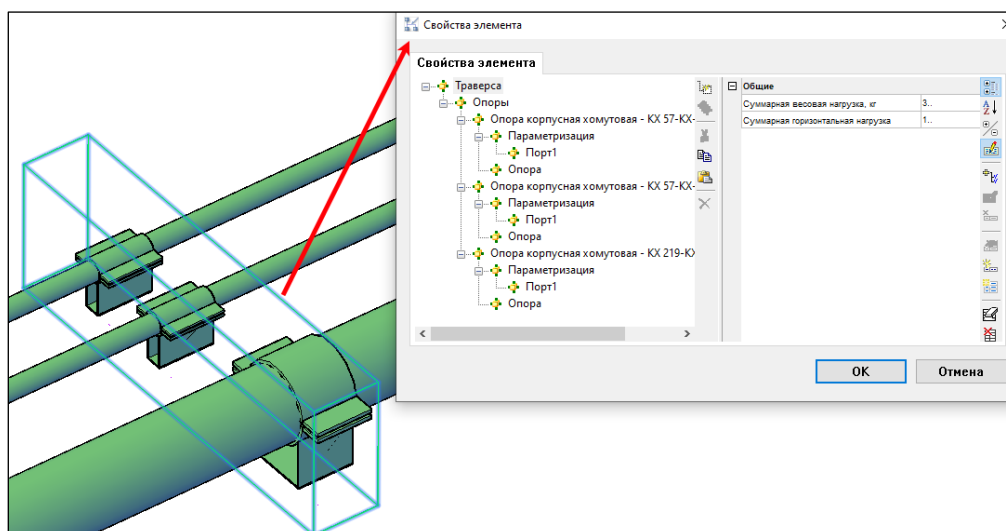 Свойства элемента
Свойства элемента
Траверса
Опоры
Опора корпусная хомутовая - КХ 57-КХ-
Параметризация
Порт1
Опора
Опора корпусная хомутовая - КХ 57-КХ-
Параметризация
Порт1
Опора
Опора корпусная хомутовая - КХ 219-КХ
Параметризация
Порт1
Опора
Общие
Суммарная весовая нагрузка, кг 3..
Суммарная горизонтальная нагрузка 1..
ОК Отмена